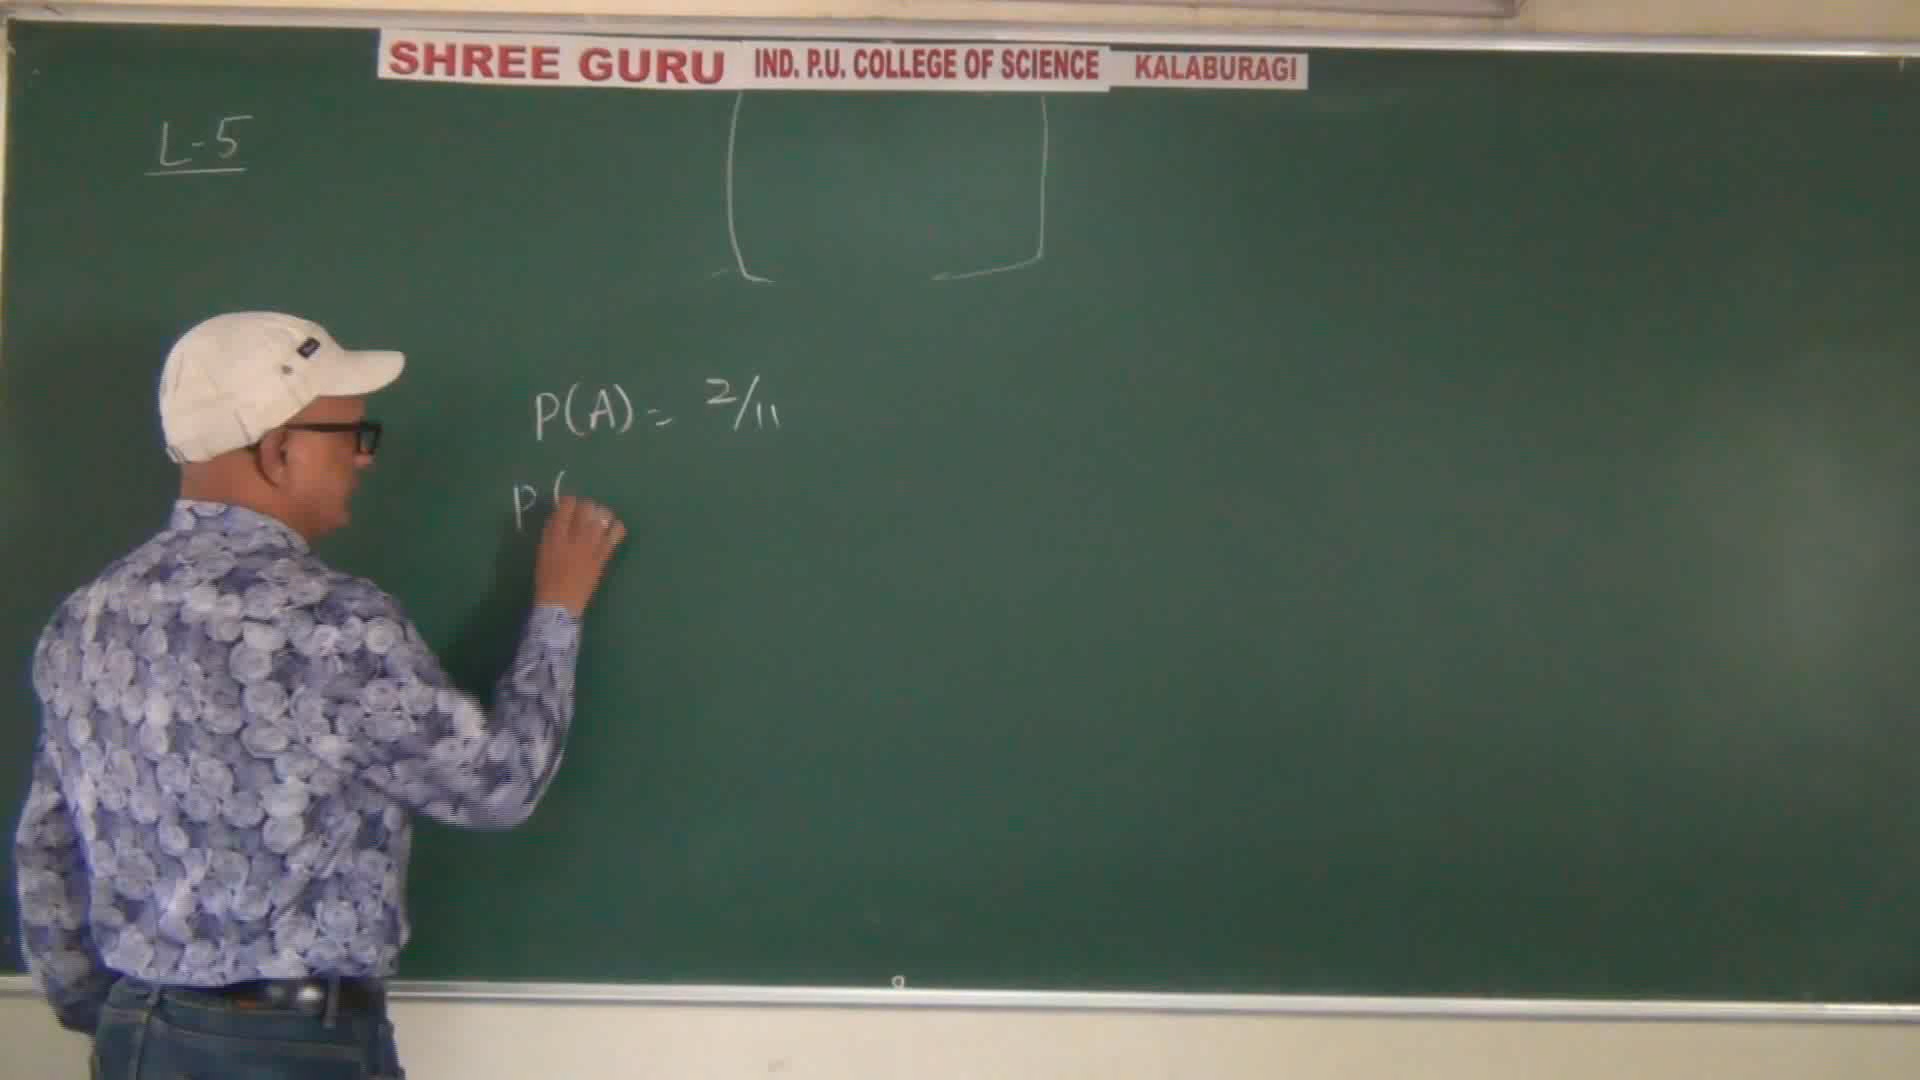 SHREE GURU IND. P.U. COLLEGE OF SCIENCE KALABURAGI
L-5
P(A) = 2/11
P(